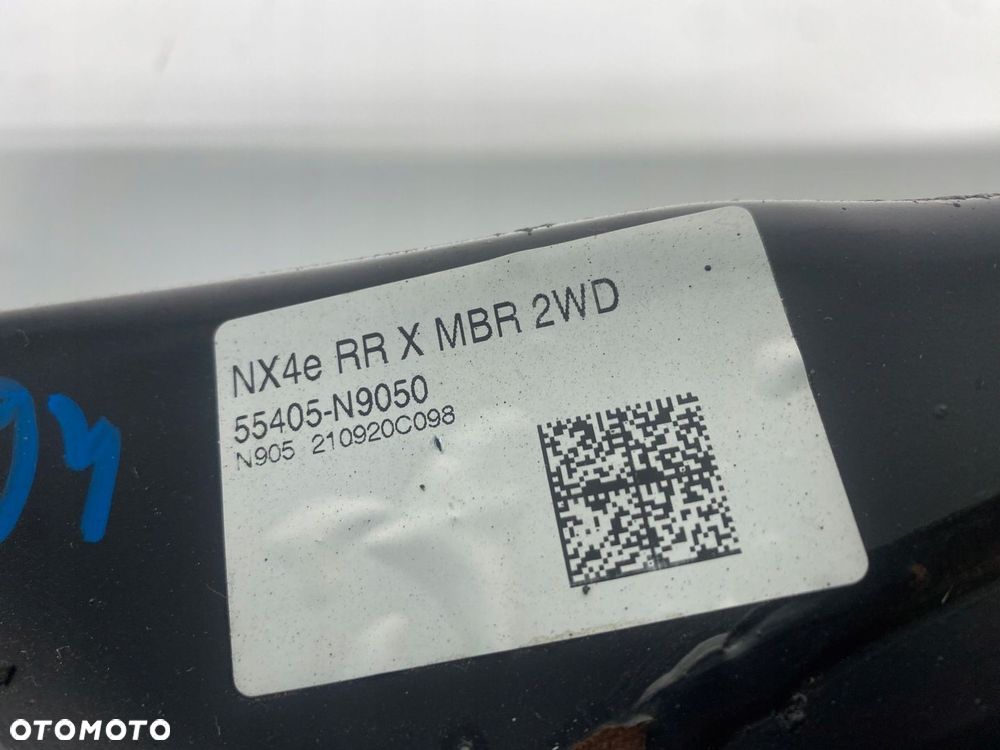 NX4e RR X MBR 2WD
55405-N9050
N905 210920C098
OTOMOTO